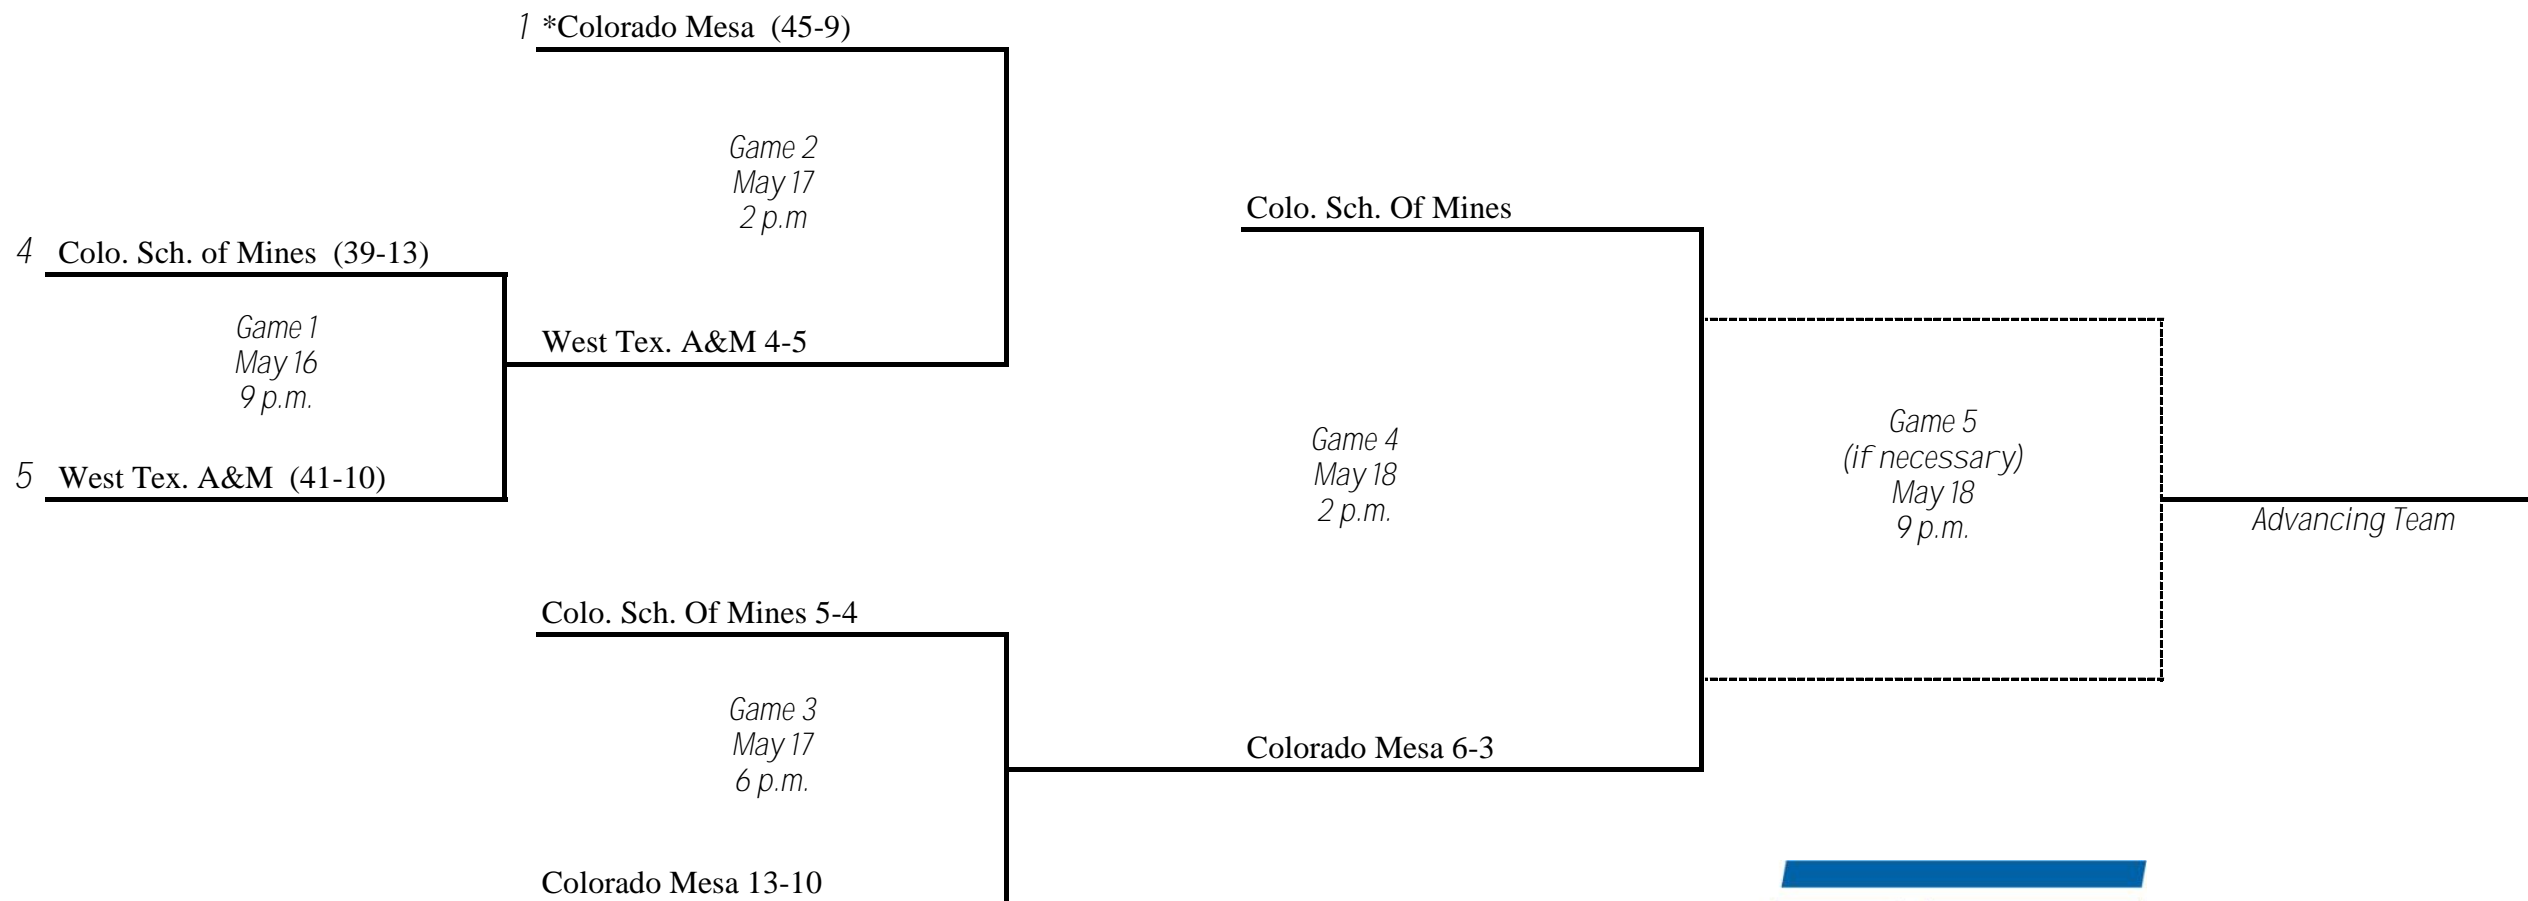 1 *Colorado Mesa (45-9)
Game 2
May 17
2 p.m
4 Colo. Sch. of Mines (39-13)
Game 1
May 16
9 p.m.
West Tex. A&M 4-5
5 West Tex. A&M (41-10)
Colo. Sch. Of Mines
Game 4
May 18
2 p.m.
Game 5
(if necessary)
May 18
9 p.m.
Advancing Team
Colo. Sch. Of Mines 5-4
Game 3
May 17
6 p.m.
Colorado Mesa 6-3
Colorado Mesa 13-10